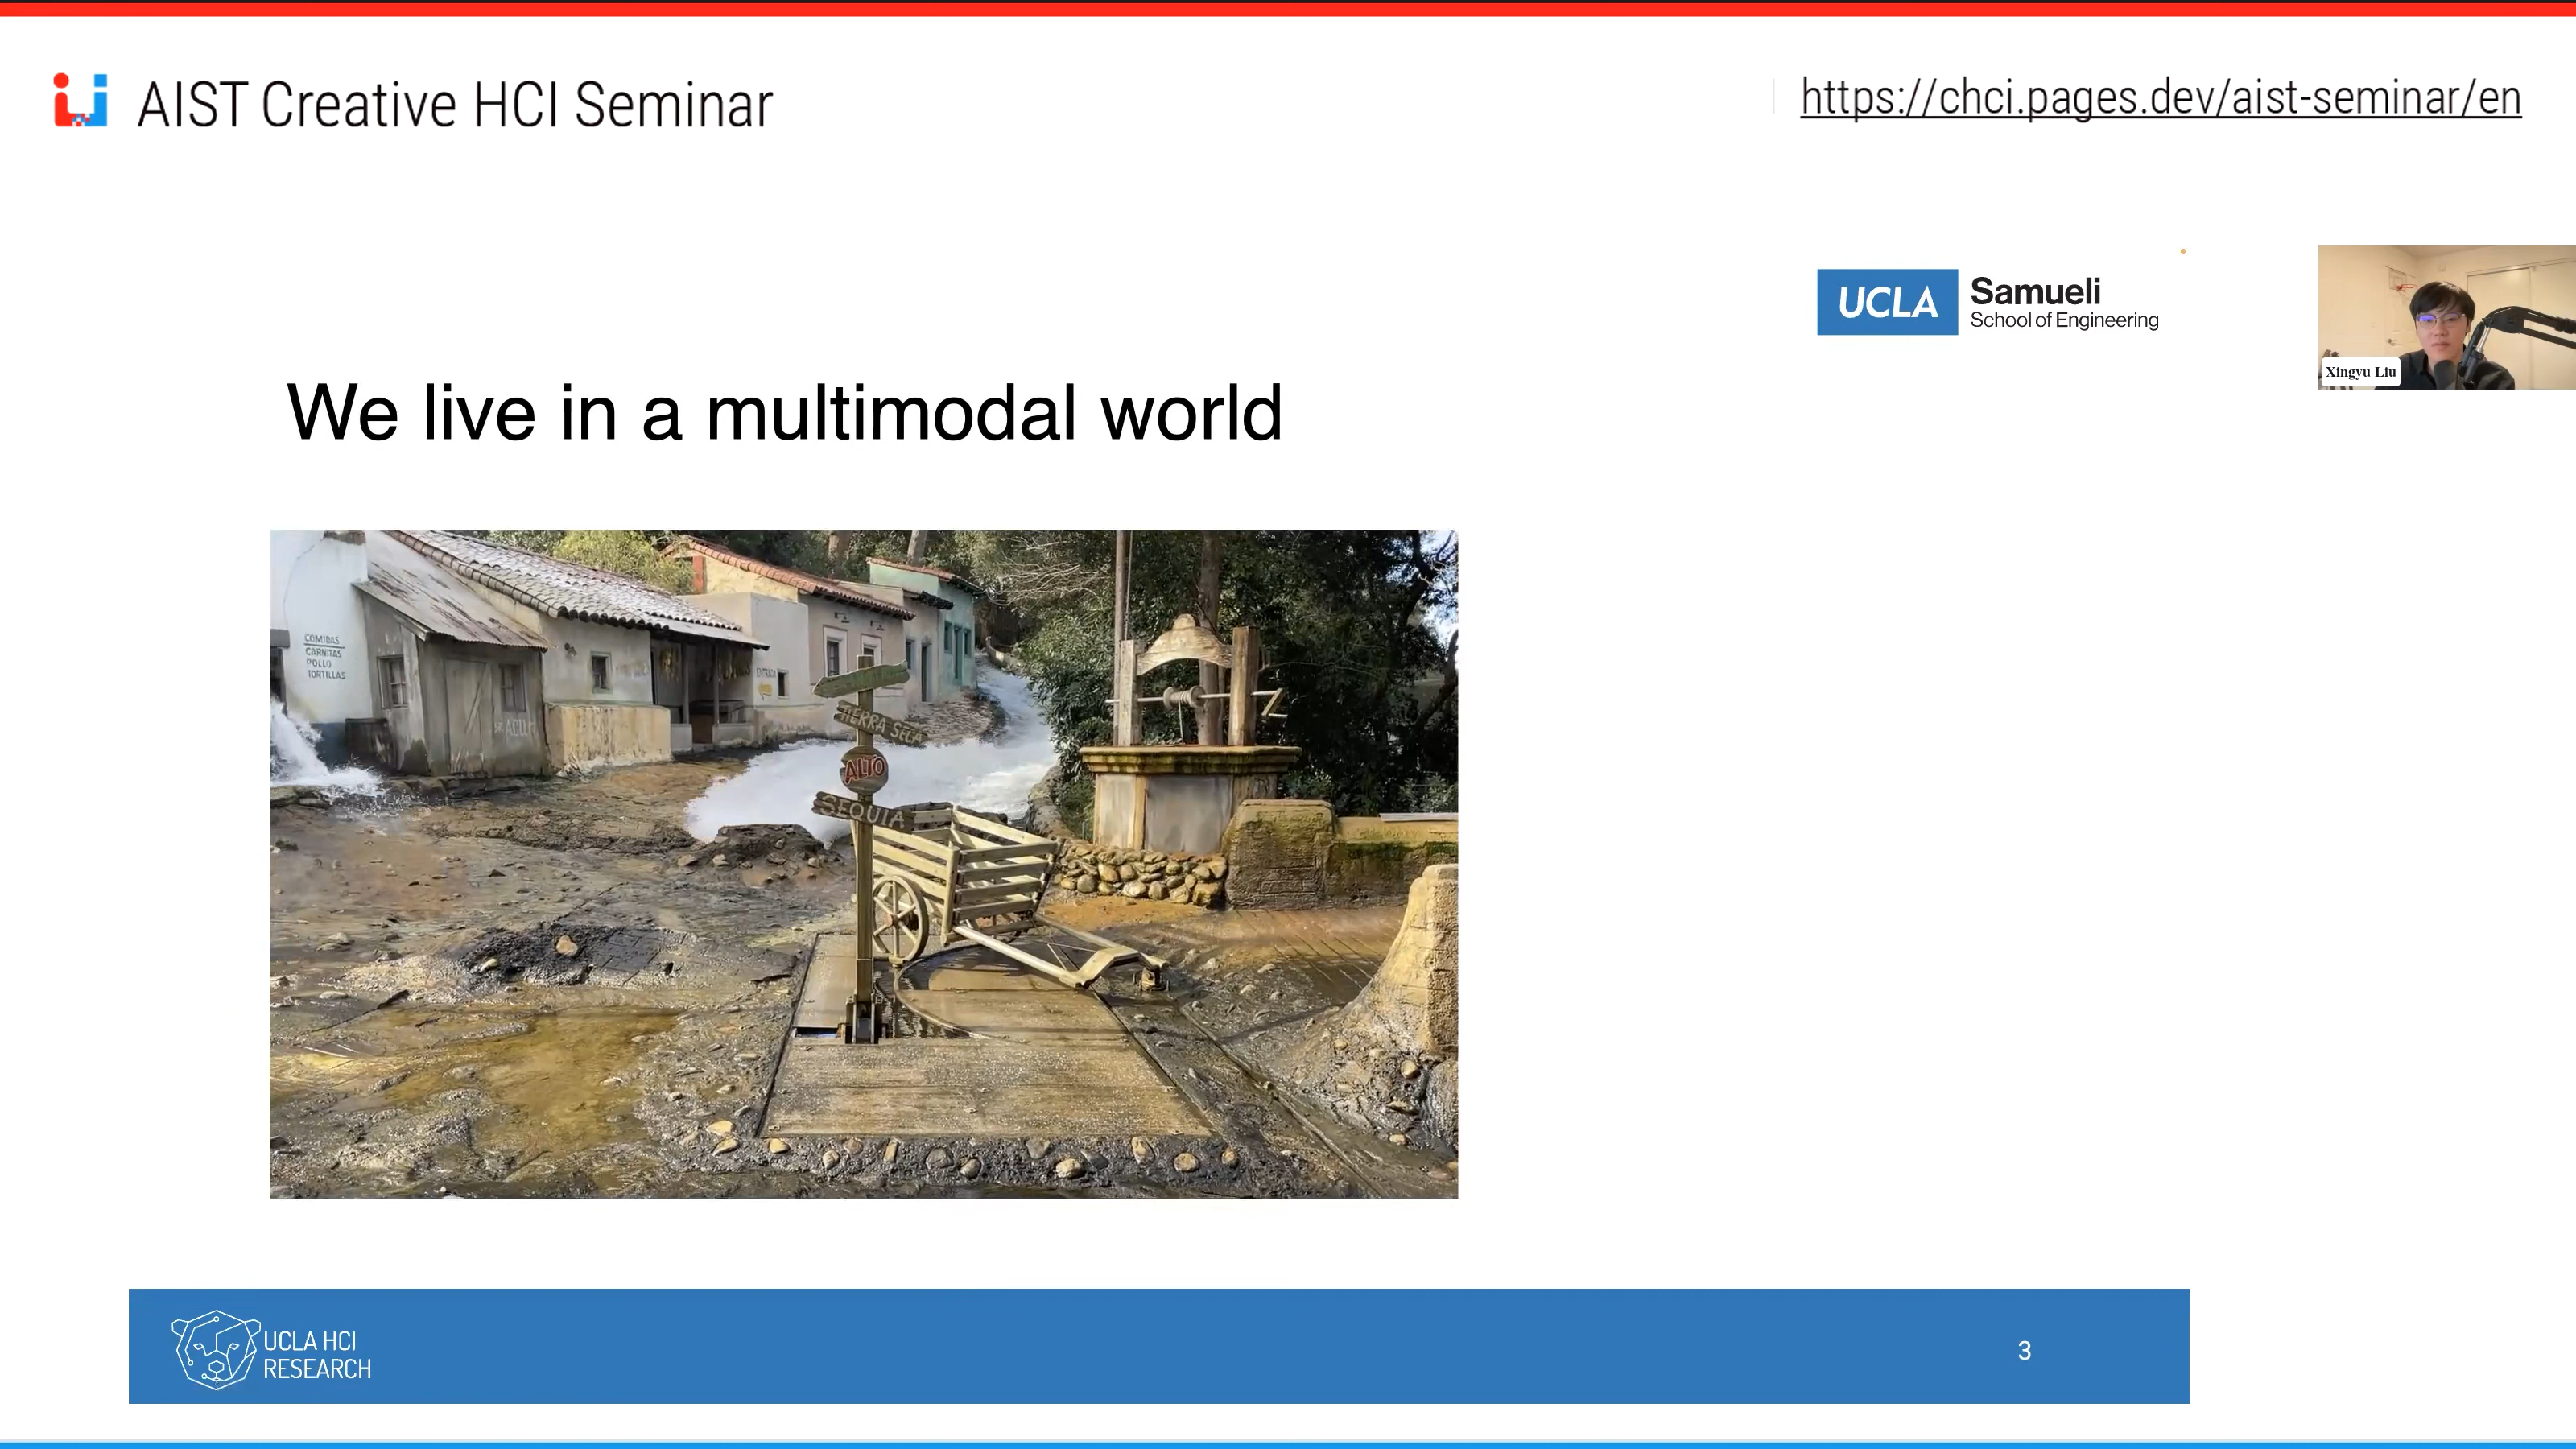 AIST Creative HCI Seminar
https://chci.pages.dev/aist-seminar/en
UCLA
Samueli
School of Engineering
Xingyu Liu
We live in a multimodal world
COMIDAS
CARNITAS
POLLO
TORTILLAS
ENTRADA
TIERRA SECA
ALTO
SEQUIA
UCLA HCI
RESEARCH
3